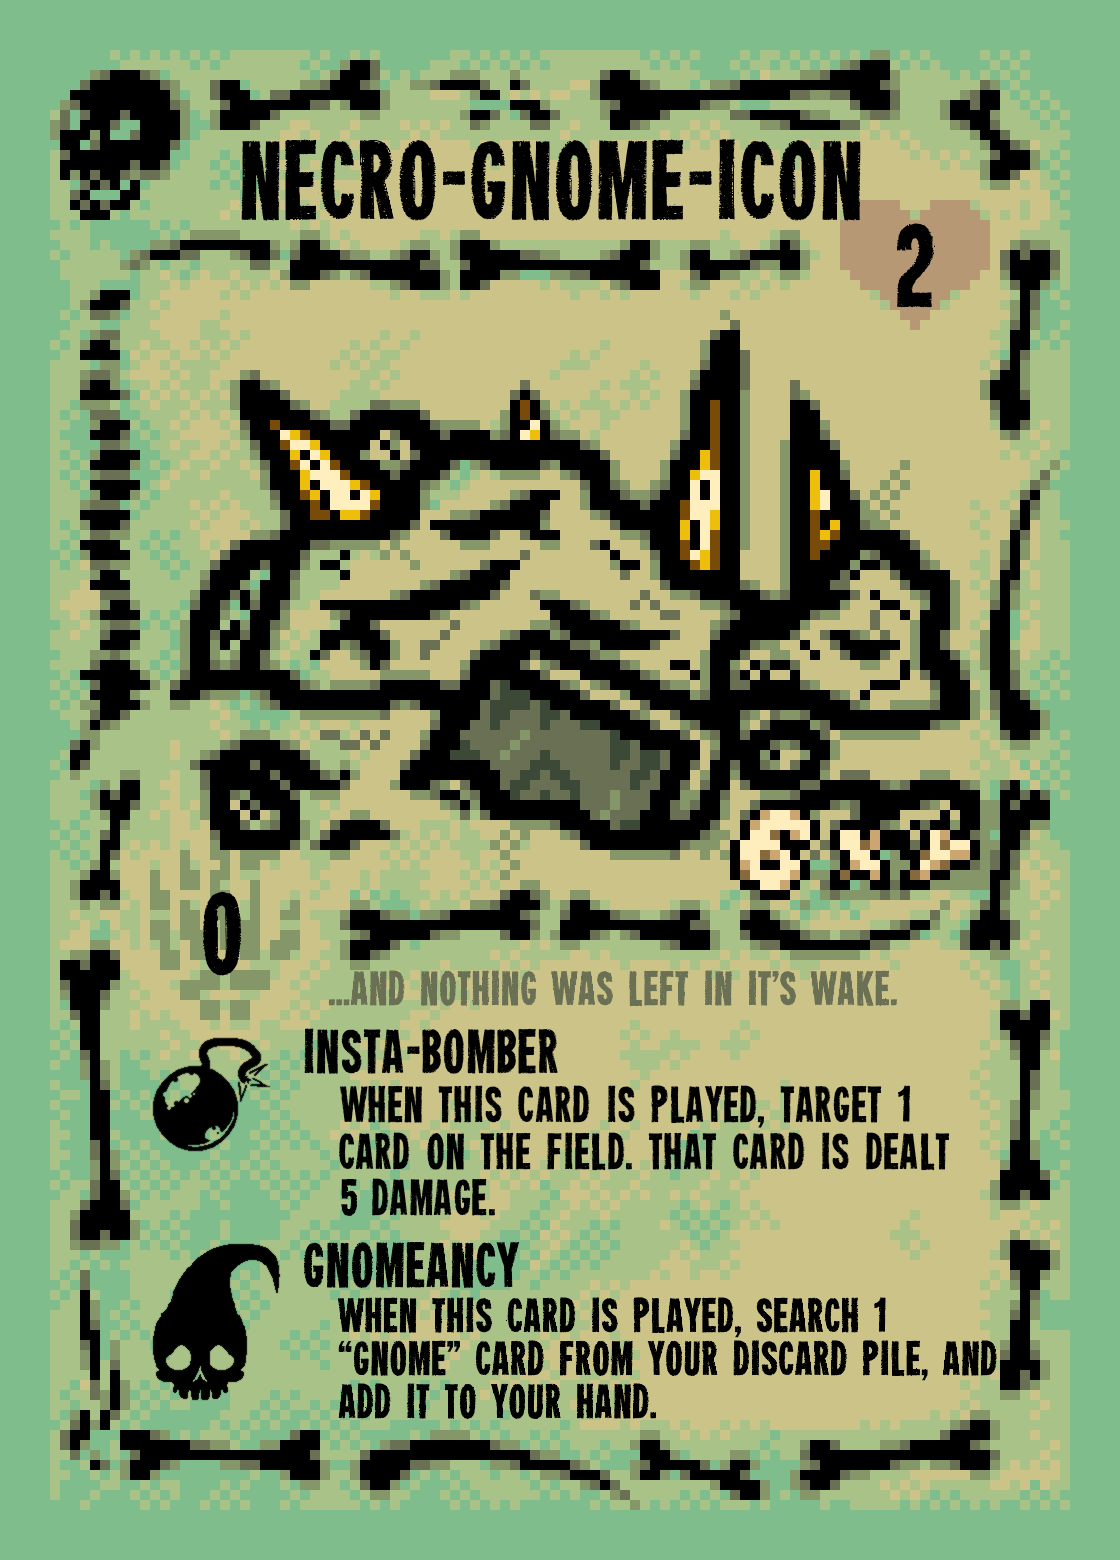 NECRO-GNOME-ICON
2
0
...AND NOTHING WAS LEFT IN IT'S WAKE.
INSTA-BOMBER
WHEN THIS CARD IS PLAYED, TARGET 1
CARD ON THE FIELD. THAT CARD IS DEALT
5 DAMAGE.
GNOMEANCY
WHEN THIS CARD IS PLAYED, SEARCH 1
“GNOME” CARD FROM YOUR DISCARD PILE, AND
ADD IT TO YOUR HAND.